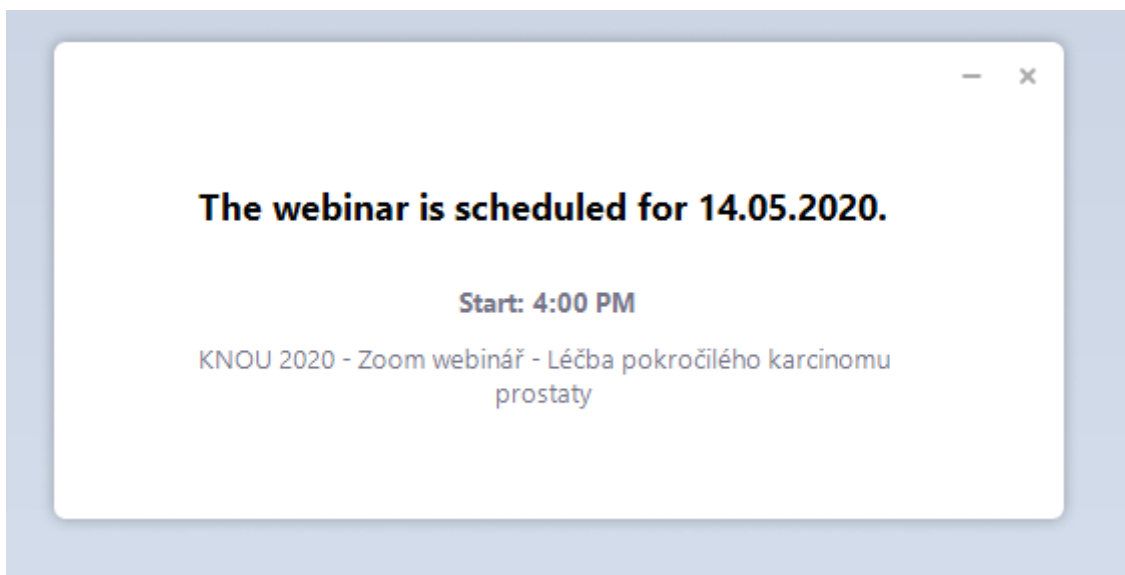 The webinar is scheduled for 14.05.2020.
Start: 4:00 PM
KNOU 2020 - Zoom webinář - Léčba pokročilého karcinomu
prostaty